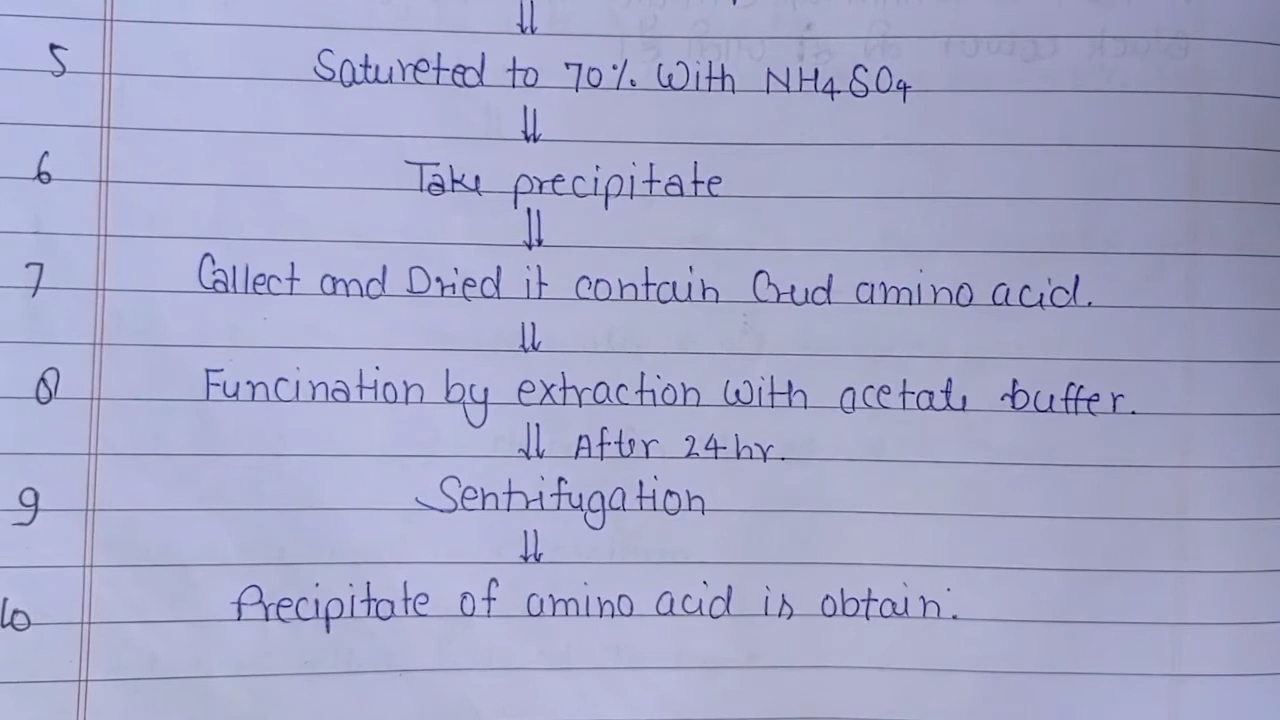 5 Satureted to 70% With NH4SO4
6 Take precipitate
7 Collect and Dried it contain Crud amino acid.
8 Funcination by extraction with acetate buffer.
After 24 hr.
9 Sentrifugation
10 Precipitate of amino acid is obtain.